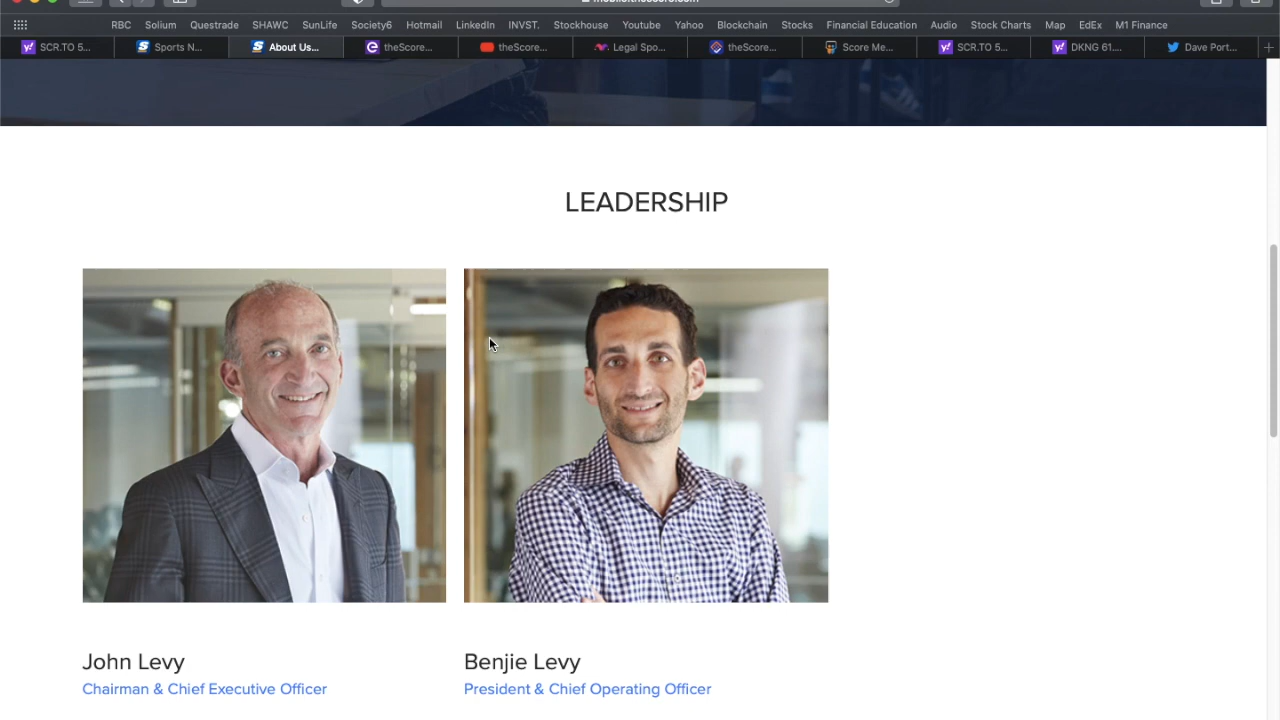 RBC Solium Questrade SHAWC SunLife Society6 Hotmail LinkedIn INVST. Stockhouse Youtube Yahoo Blockchain Stocks Financial Education Audio Stock Charts Map EdEx M1 Finance
SCR.TO 5... Sports N... About Us... theScore... theScore... Legal Spo... theScore... Score Me... SCR.TO 5... DKNG 61.... Dave Port...
LEADERSHIP
John Levy Benjie Levy
Chairman & Chief Executive Officer President & Chief Operating Officer